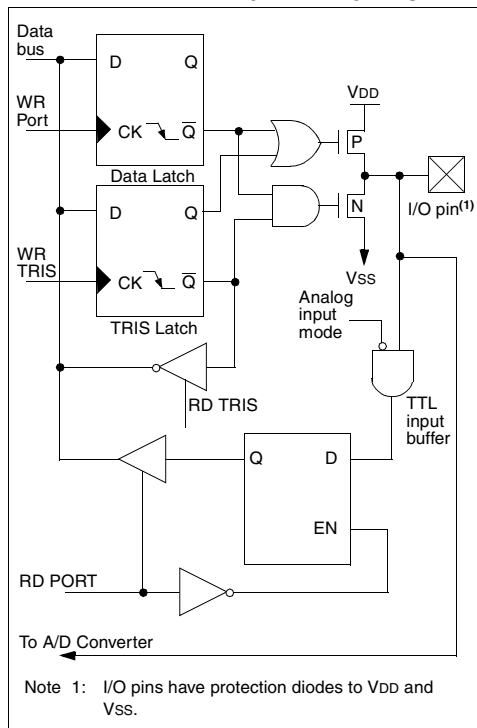 Data
bus
D
Q
VDD
WR
Port
CK
Q
P
Data Latch
I/O pin(1)
N
D
Q
WR
TRIS
CK
Q
VSS
TRIS Latch
Analog
input
mode
RD TRIS
TTL
input
buffer
Q
D
EN
RD PORT
To A/D Converter
Note 1: I/O pins have protection diodes to VDD and
VSS.